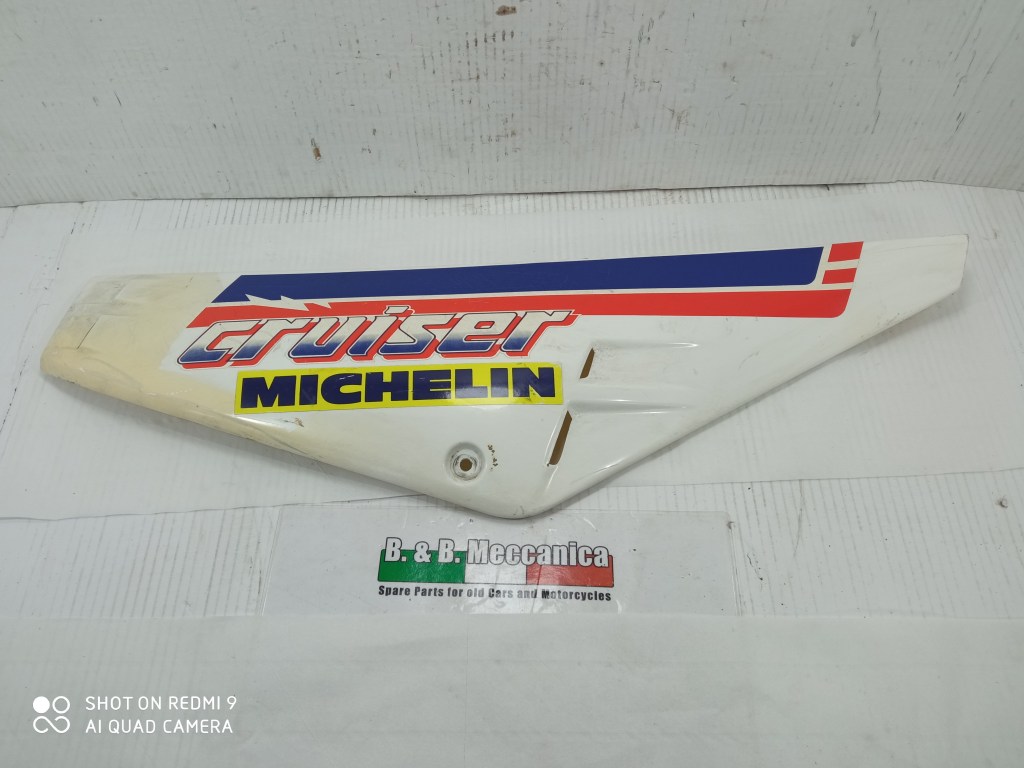 cruiser
MICHELIN
B. & B. Meccanica
Spare Parts for old Cars and Motorcycles
SHOT ON REDMI 9
AI QUAD CAMERA